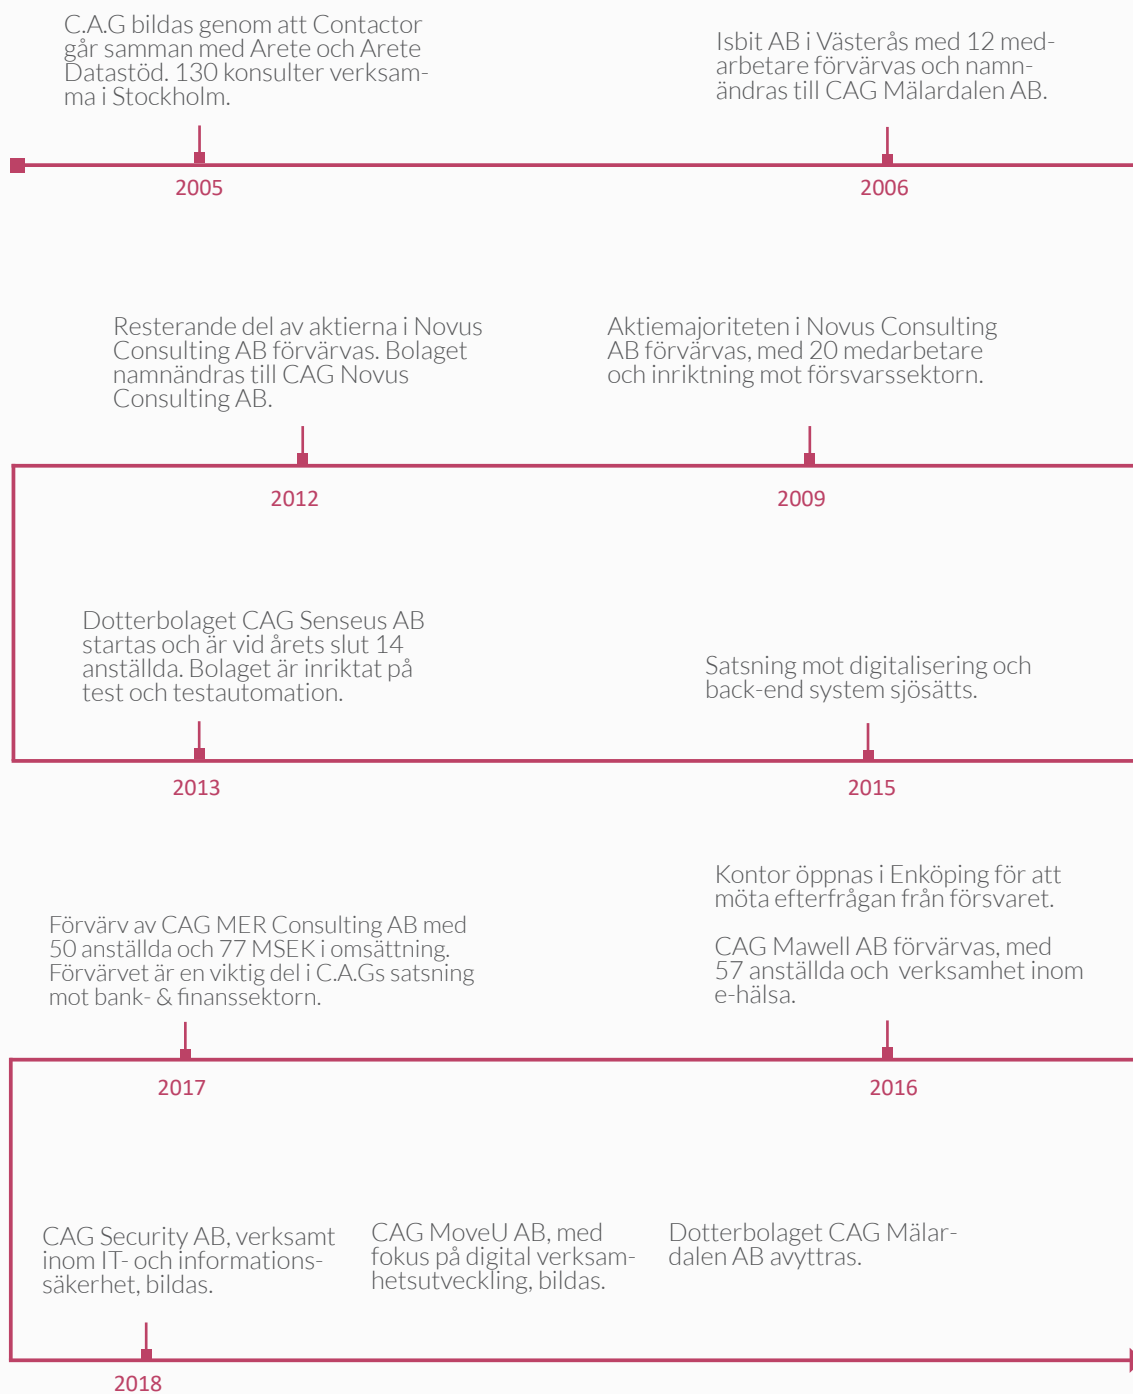 C.A.G bildas genom att Contactor
går samman med Arete och Arete
Datastöd. 130 konsulter verksam-
ma i Stockholm.
2005
Isbit AB i Västerås med 12 med-
arbetare förvärvas och namn-
ändras till CAG Mälardalen AB.
2006
Aktiemajoriteten i Novus Consulting
AB förvärvas, med 20 medarbetare
och inriktning mot försvarssektorn.
2009
Resterande del av aktierna i Novus
Consulting AB förvärvas. Bolaget
namnändras till CAG Novus
Consulting AB.
2012
Dotterbolaget CAG Senseus AB
startas och är vid årets slut 14
anställda. Bolaget är inriktat på
test och testautomation.
2013
Satsning mot digitalisering och
back-end system sjösätts.
2015
Kontor öppnas i Enköping för att
möta efterfrågan från försvaret.
CAG Mawell AB förvärvas, med
57 anställda och verksamhet inom
e-hälsa.
2016
Förvärv av CAG MER Consulting AB med
50 anställda och 77 MSEK i omsättning.
Förvärvet är en viktig del i C.A.Gs satsning
mot bank- & finanssektorn.
2017
CAG Security AB, verksamt
inom IT- och informations-
säkerhet, bildas.
CAG MoveU AB, med
fokus på digital verksam-
hetsutveckling, bildas.
Dotterbolaget CAG Mälar-
dalen AB avyttras.
2018